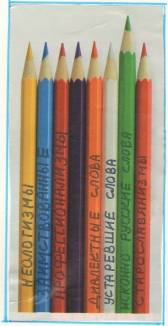 НЕОЛОГИЗМЫ
ЗАИМСТВОВАННЫЕ
ПРОФЕССИОНАЛИЗМЫ
ДИАЛЕКТНЫЕ СЛОВА
УСТАРЕВШИЕ СЛОВА
ИСКОННО РУССКИЕ СЛОВА
СТАРОСЛАВЯНИЗМЫ